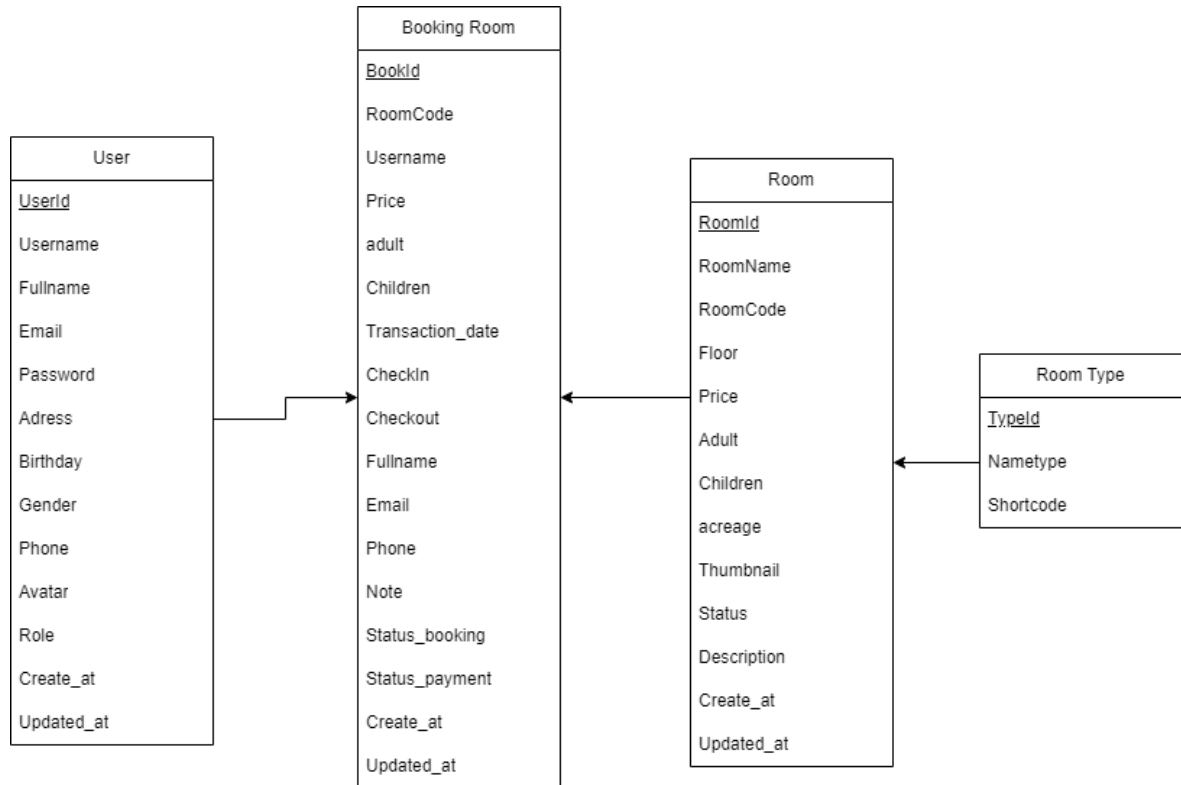 Booking Room
BookId
RoomCode
Username
Price
adult
Children
Transaction_date
CheckIn
Checkout
Fullname
Email
Phone
Note
Status_booking
Status_payment
Create_at
Updated_at
User
UserId
Username
Fullname
Email
Password
Adress
Birthday
Gender
Phone
Avatar
Role
Create_at
Updated_at
Room
RoomId
RoomName
RoomCode
Floor
Price
Adult
Children
acreage
Thumbnail
Status
Description
Create_at
Updated_at
Room Type
TypeId
Nametype
Shortcode